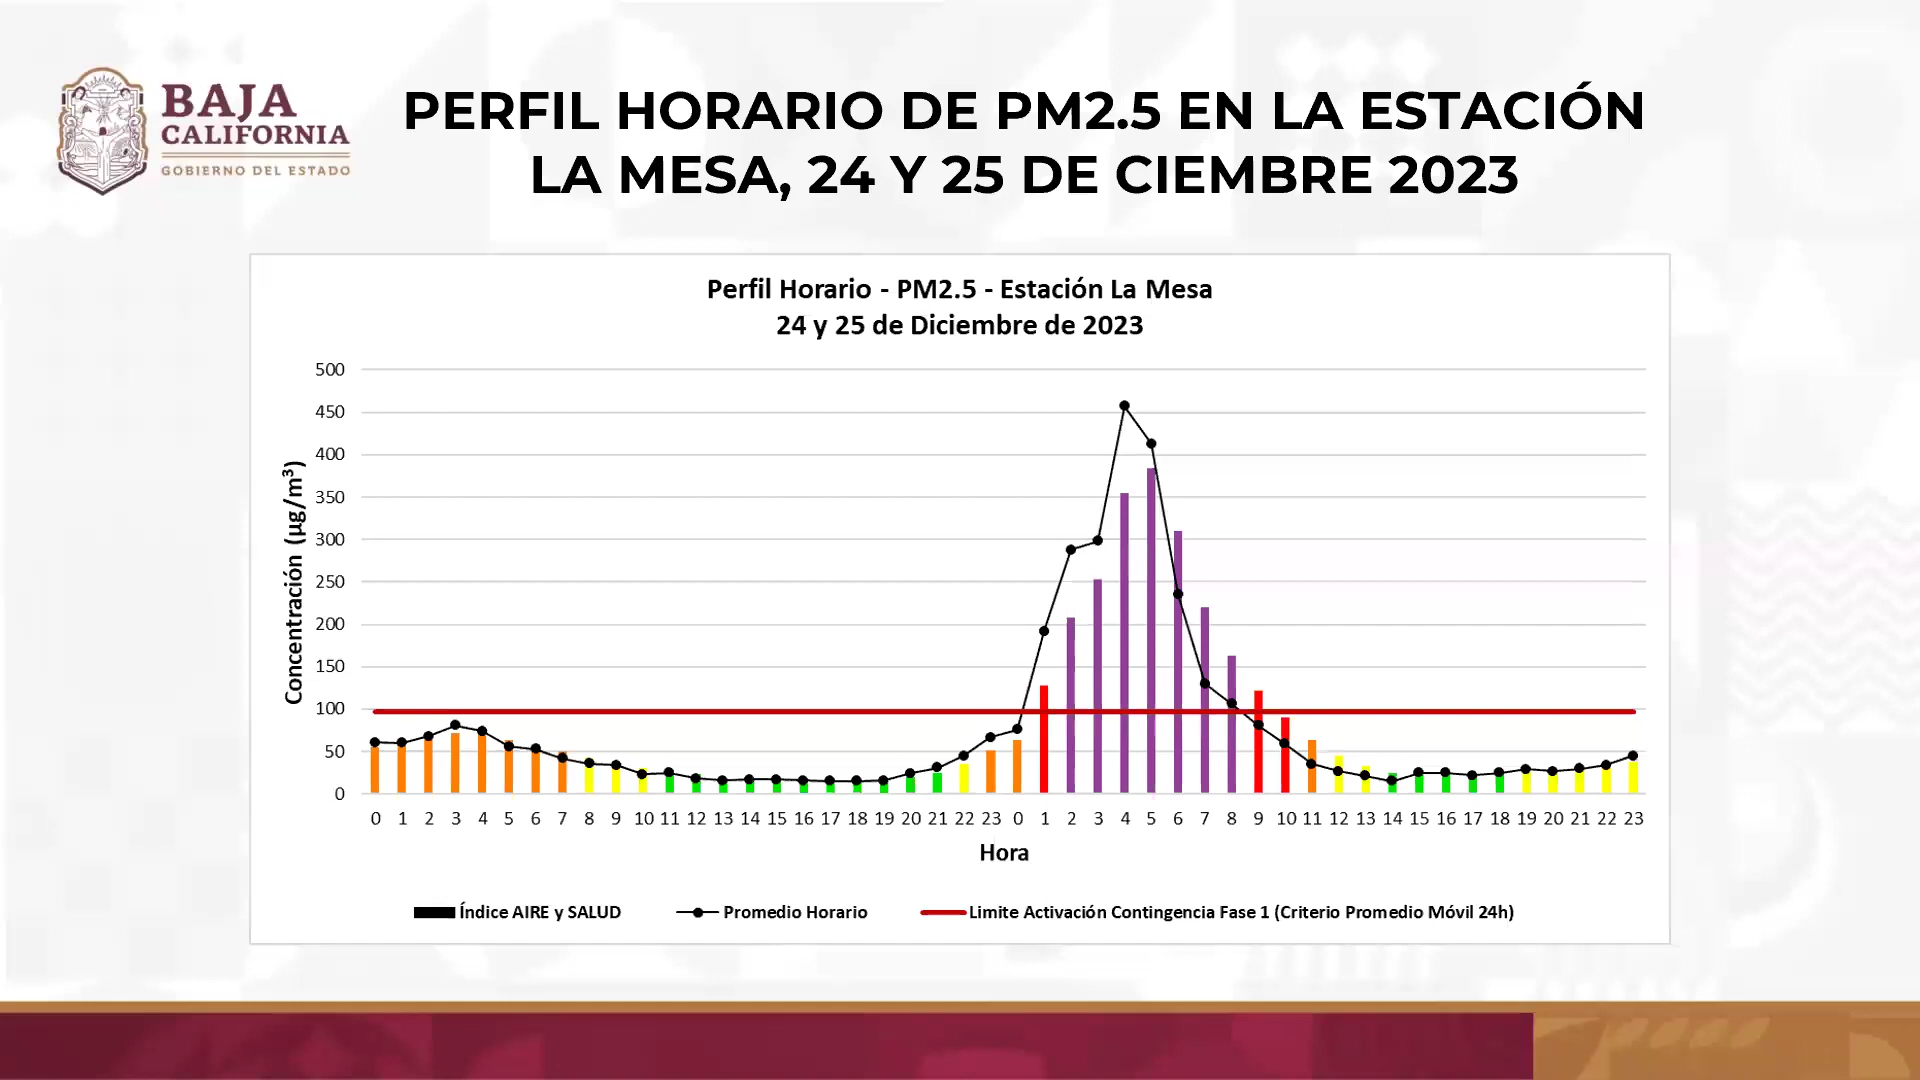 BAJA
CALIFORNIA
GOBIERNO DEL ESTADO
PERFIL HORARIO DE PM2.5 EN LA ESTACIÓN
LA MESA, 24 Y 25 DE CIEMBRE 2023
Perfil Horario - PM2.5 - Estación La Mesa
24 y 25 de Diciembre de 2023
Concentración (µg/m³)
500
450
400
350
300
250
200
150
100
50
0
0 1 2 3 4 5 6 7 8 9 10 11 12 13 14 15 16 17 18 19 20 21 22 23 0 1 2 3 4 5 6 7 8 9 10 11 12 13 14 15 16 17 18 19 20 21 22 23
Hora
Índice AIRE y SALUD Promedio Horario Limite Activación Contingencia Fase 1 (Criterio Promedio Móvil 24h)